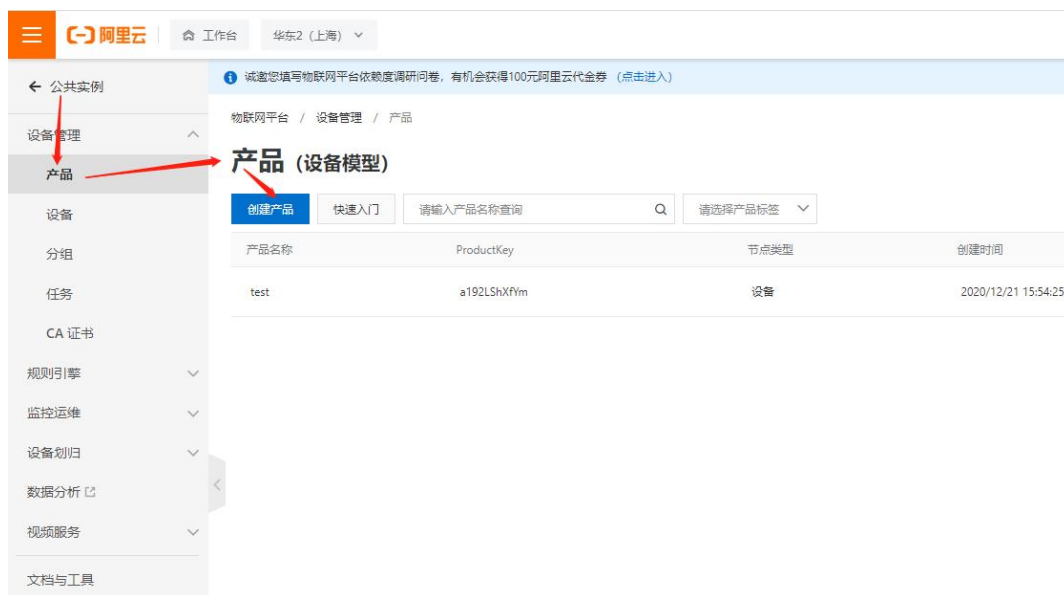 阿里云 工作台 华东2（上海）
公共实例
诚邀您填写物联网平台依赖度调研问卷，有机会获得100元阿里云代金券 （点击进入）
设备管理
产品
设备
分组
任务
CA 证书
规则引擎
监控运维
设备划归
数据分析
视频服务
文档与工具
物联网平台 / 设备管理 / 产品
产品（设备模型）
创建产品 快速入门 请输入产品名称查询 请选择产品标签
产品名称 ProductKey 节点类型 创建时间
test a192LShXfYm 设备 2020/12/21 15:54:25